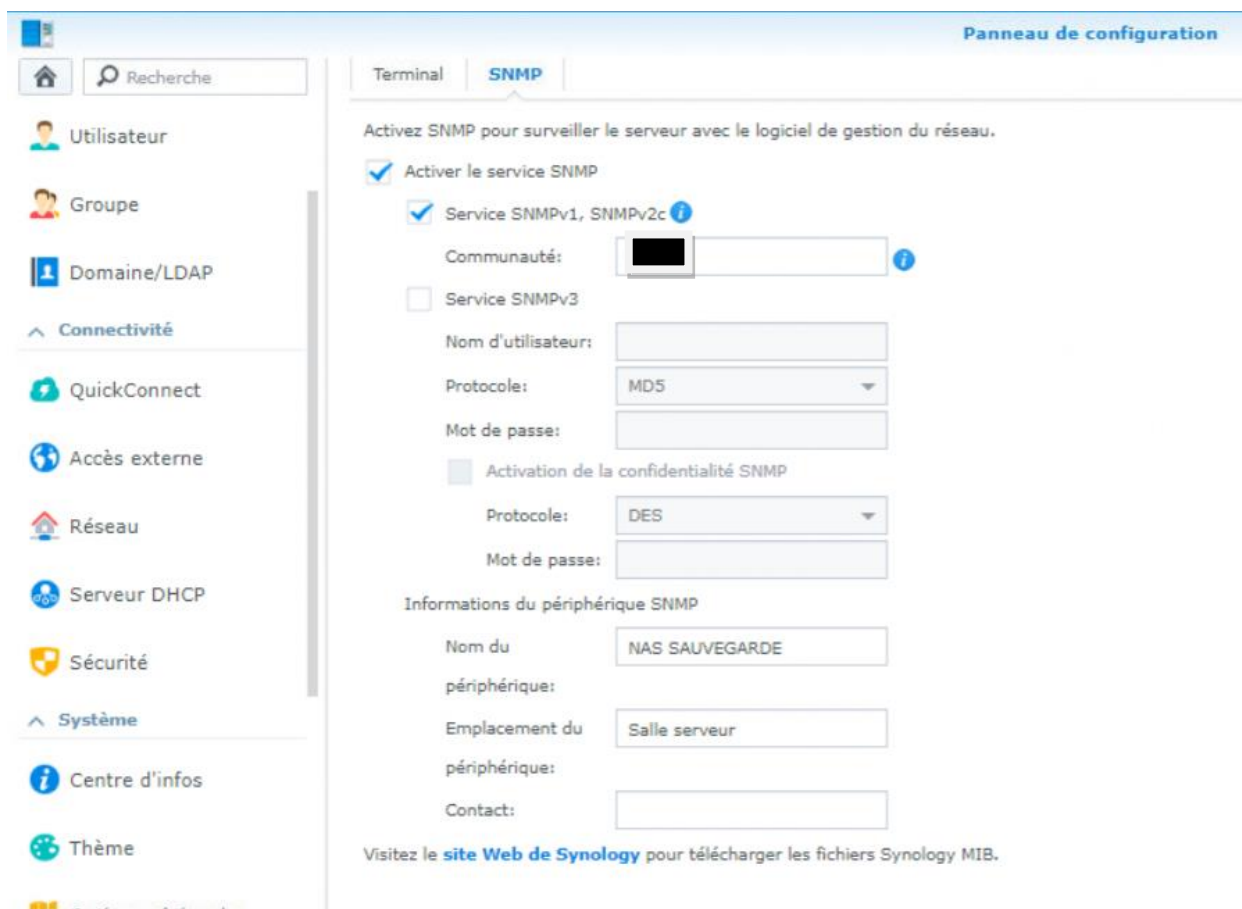 Panneau de configuration
Recherche
Terminal
SNMP
Utilisateur
Groupe
Domaine/LDAP
Connectivité
QuickConnect
Accès externe
Réseau
Serveur DHCP
Sécurité
Système
Centre d'infos
Thème
Activez SNMP pour surveiller le serveur avec le logiciel de gestion du réseau.
Activer le service SNMP
Service SNMPv1, SNMPv2c
Communauté:
Service SNMPv3
Nom d'utilisateur:
Protocole: MD5
Mot de passe:
Activation de la confidentialité SNMP
Protocole: DES
Mot de passe:
Informations du périphérique SNMP
Nom du NAS SAUVEGARDE
périphérique:
Emplacement du Salle serveur
périphérique:
Contact:
Visitez le site Web de Synology pour télécharger les fichiers Synology MIB.